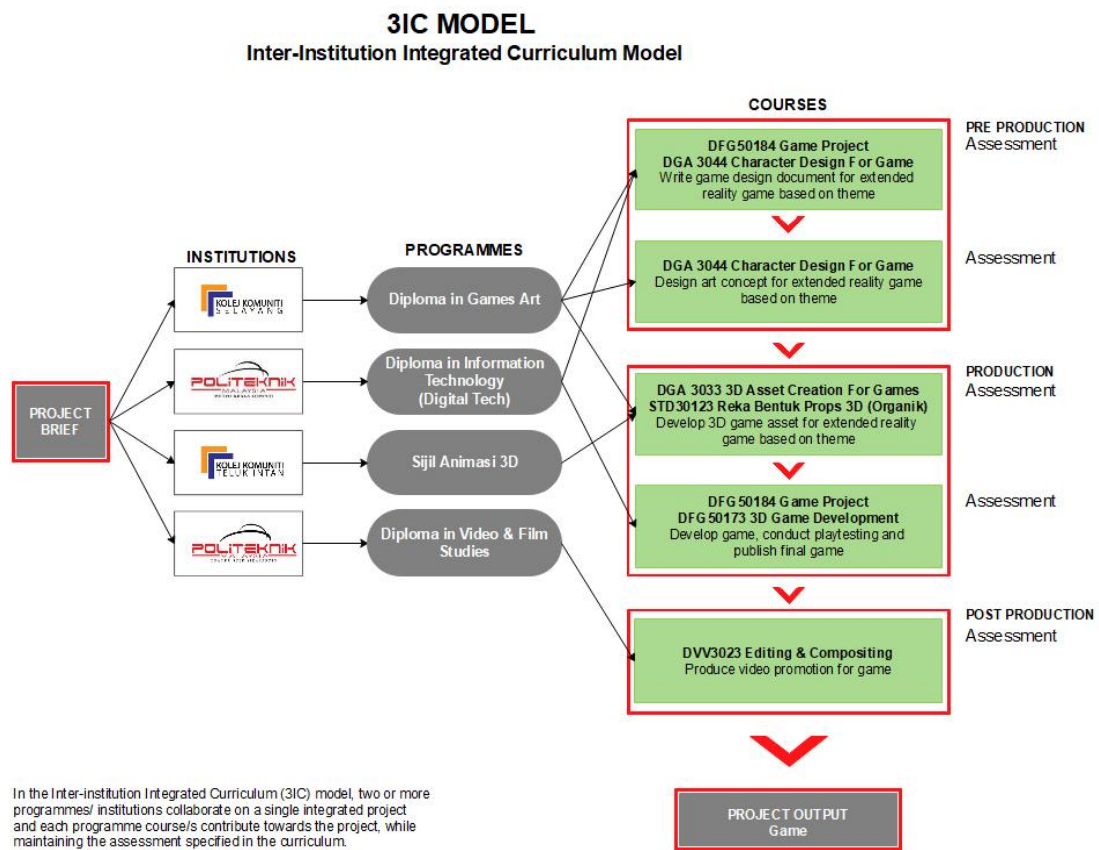 3IC MODEL
Inter-Institution Integrated Curriculum Model
COURSES
PRE PRODUCTION
Assessment
DFG50184 Game Project
DGA 3044 Character Design For Game
Write game design document for extended
reality game based on theme
INSTITUTIONS
PROGRAMMES
Assessment
DGA 3044 Character Design For Game
Design art concept for extended reality game
based on theme
KOLEJ KOMUNITI
SELAYANG
Diploma in Games Art
POLITEKNIK
MALAYSIA
Diploma in Information
Technology
(Digital Tech)
PRODUCTION
Assessment
DGA 3033 3D Asset Creation For Games
STD30123 Reka Bentuk Props 3D (Organik)
Develop 3D game asset for extended reality
game based on theme
PROJECT
BRIEF
KOLEJ KOMUNITI
TELUK INTAN
Sijil Animasi 3D
Assessment
DFG50184 Game Project
DFG50173 3D Game Development
Develop game, conduct playtesting and
publish final game
POLITEKNIK
MALAYSIA
Diploma in Video & Film
Studies
POST PRODUCTION
Assessment
DVV3023 Editing & Compositing
Produce video promotion for game
In the Inter-institution Integrated Curriculum (3IC) model, two or more
programmes/ institutions collaborate on a single integrated project
and each programme course/s contribute towards the project, while
maintaining the assessment specified in the curriculum.
PROJECT OUTPUT
Game